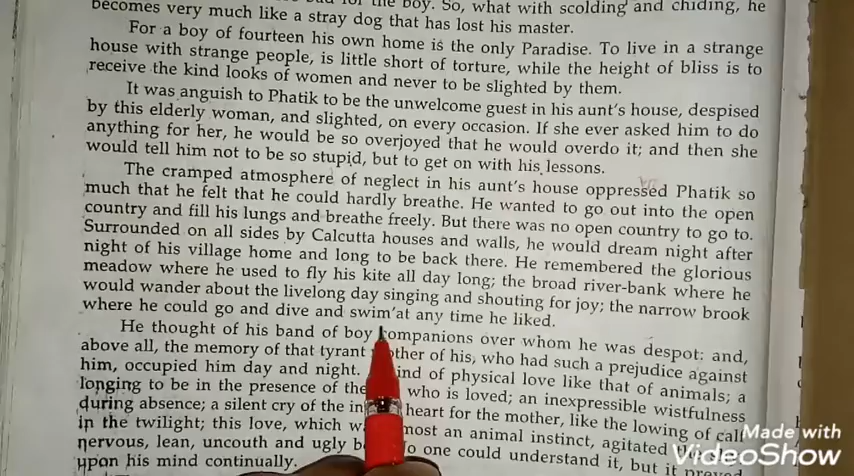 the boy. So, what with scolding and chiding, he
becomes very much like a stray dog that has lost his master.
For a boy of fourteen his own home is the only Paradise. To live in a strange
house with strange people, is little short of torture, while the height of bliss is to
receive the kind looks of women and never to be slighted by them.
It was anguish to Phatik to be the unwelcome guest in his aunt's house, despised
by this elderly woman, and slighted, on every occasion. If she ever asked him to do
anything for her, he would be so overjoyed that he would overdo it; and then she
would tell him not to be so stupid, but to get on with his lessons.
The cramped atmosphere of neglect in his aunt's house oppressed Phatik so
much that he felt that he could hardly breathe. He wanted to go out into the open
country and fill his lungs and breathe freely. But there was no open country to go to.
Surrounded on all sides by Calcutta houses and walls, he would dream night after
night of his village home and long to be back there. He remembered the glorious
meadow where he used to fly his kite all day long; the broad river-bank where he
would wander about the livelong day singing and shouting for joy; the narrow brook
where he could go and dive and swim at any time he liked.
He thought of his band of boy companions over whom he was despot: and,
above all, the memory of that tyrant mother of his, who had such a prejudice against
him, occupied him day and night. kind of physical love like that of animals; a
longing to be in the presence of the who is loved; an inexpressible wistfulness
during absence; a silent cry of the heart for the mother, like the lowing of calf
in the twilight; this love, which most an animal instinct, agitated
nervous, lean, uncouth and ugly No one could understand it, but it preyed
upon his mind continually.
Made with
VideoShow